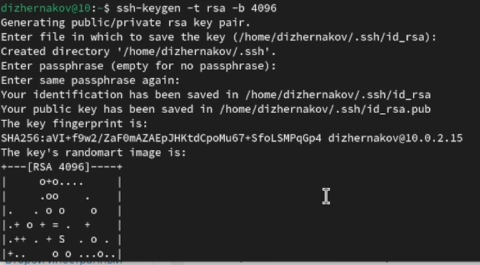 dizhernakov@10:~$ ssh-keygen -t rsa -b 4096
Generating public/private rsa key pair.
Enter file in which to save the key (/home/dizhernakov/.ssh/id_rsa):
Created directory '/home/dizhernakov/.ssh'.
Enter passphrase (empty for no passphrase):
Enter same passphrase again:
Your identification has been saved in /home/dizhernakov/.ssh/id_rsa
Your public key has been saved in /home/dizhernakov/.ssh/id_rsa.pub
The key fingerprint is:
SHA256:aVI+f9w2/ZaF0mAZAEpJHKtdCpoMu67+SfoLSMPqGp4 dizhernakov@10.0.2.15
The key's randomart image is:
+---[RSA 4096]----+
|     o+o....     |
|     .oo    .    |
|.   . o o    o   |
|.+ o + = .  +    |
|.++ . + S  . o . |
|+..    o o ...o..|